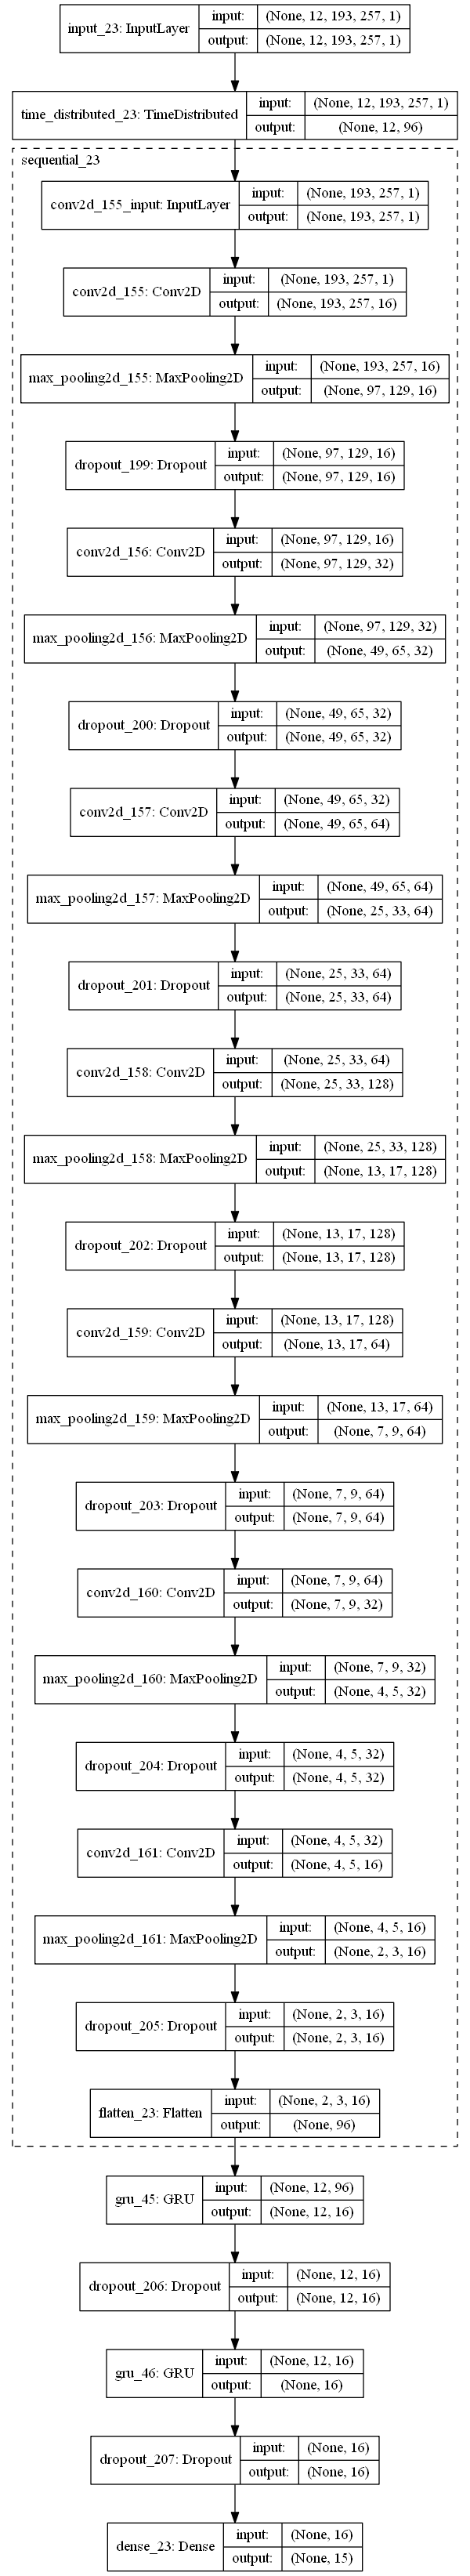 input_23: InputLayer
input: (None, 12, 193, 257, 1)
output: (None, 12, 193, 257, 1)
time_distributed_23: TimeDistributed
input: (None, 12, 193, 257, 1)
output: (None, 12, 96)
sequential_23
conv2d_155_input: InputLayer
input: (None, 193, 257, 1)
output: (None, 193, 257, 1)
conv2d_155: Conv2D
input: (None, 193, 257, 1)
output: (None, 193, 257, 16)
max_pooling2d_155: MaxPooling2D
input: (None, 193, 257, 16)
output: (None, 97, 129, 16)
dropout_199: Dropout
input: (None, 97, 129, 16)
output: (None, 97, 129, 16)
conv2d_156: Conv2D
input: (None, 97, 129, 16)
output: (None, 97, 129, 32)
max_pooling2d_156: MaxPooling2D
input: (None, 97, 129, 32)
output: (None, 49, 65, 32)
dropout_200: Dropout
input: (None, 49, 65, 32)
output: (None, 49, 65, 32)
conv2d_157: Conv2D
input: (None, 49, 65, 32)
output: (None, 49, 65, 64)
max_pooling2d_157: MaxPooling2D
input: (None, 49, 65, 64)
output: (None, 25, 33, 64)
dropout_201: Dropout
input: (None, 25, 33, 64)
output: (None, 25, 33, 64)
conv2d_158: Conv2D
input: (None, 25, 33, 64)
output: (None, 25, 33, 128)
max_pooling2d_158: MaxPooling2D
input: (None, 25, 33, 128)
output: (None, 13, 17, 128)
dropout_202: Dropout
input: (None, 13, 17, 128)
output: (None, 13, 17, 128)
conv2d_159: Conv2D
input: (None, 13, 17, 128)
output: (None, 13, 17, 64)
max_pooling2d_159: MaxPooling2D
input: (None, 13, 17, 64)
output: (None, 7, 9, 64)
dropout_203: Dropout
input: (None, 7, 9, 64)
output: (None, 7, 9, 64)
conv2d_160: Conv2D
input: (None, 7, 9, 64)
output: (None, 7, 9, 32)
max_pooling2d_160: MaxPooling2D
input: (None, 7, 9, 32)
output: (None, 4, 5, 32)
dropout_204: Dropout
input: (None, 4, 5, 32)
output: (None, 4, 5, 32)
conv2d_161: Conv2D
input: (None, 4, 5, 32)
output: (None, 4, 5, 16)
max_pooling2d_161: MaxPooling2D
input: (None, 4, 5, 16)
output: (None, 2, 3, 16)
dropout_205: Dropout
input: (None, 2, 3, 16)
output: (None, 2, 3, 16)
flatten_23: Flatten
input: (None, 2, 3, 16)
output: (None, 96)
gru_45: GRU
input: (None, 12, 96)
output: (None, 12, 16)
dropout_206: Dropout
input: (None, 12, 16)
output: (None, 12, 16)
gru_46: GRU
input: (None, 12, 16)
output: (None, 16)
dropout_207: Dropout
input: (None, 16)
output: (None, 16)
dense_23: Dense
input: (None, 16)
output: (None, 15)